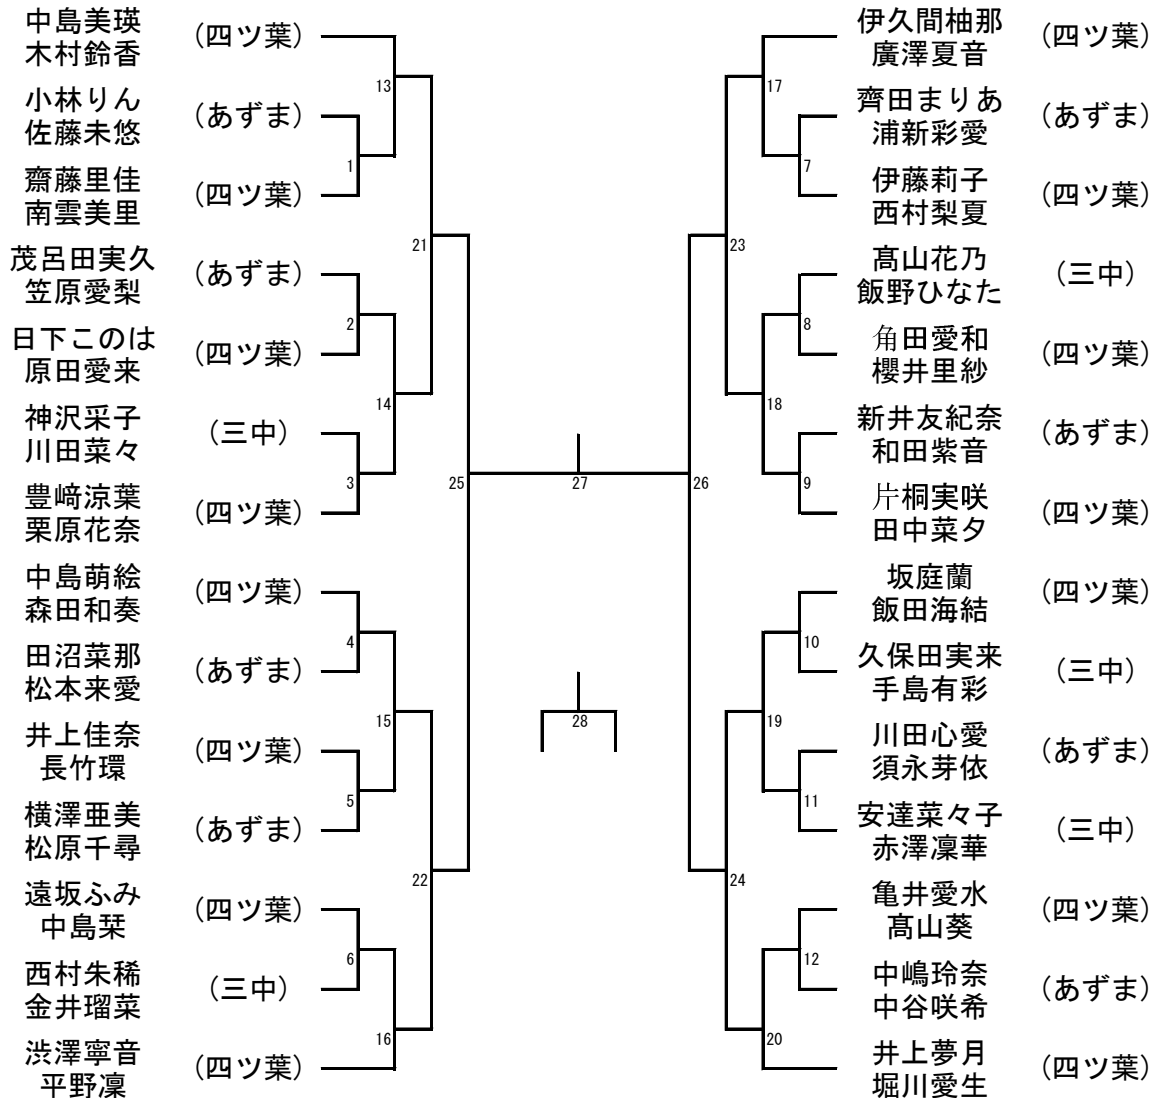 中島美瑛
木村鈴香
(四ツ葉)
小林りん
佐藤未悠
(あずま)
齋藤里佳
南雲美里
(四ツ葉)
茂呂田実久
笠原愛梨
(あずま)
日下このは
原田愛来
(四ツ葉)
神沢采子
川田菜々
(三中)
豊﨑涼葉
栗原花奈
(四ツ葉)
中島萌絵
森田和奏
(四ツ葉)
田沼菜那
松本来愛
(あずま)
井上佳奈
長竹環
(四ツ葉)
横澤亜美
松原千尋
(あずま)
遠坂ふみ
中島栞
(四ツ葉)
西村朱稀
金井瑠菜
(三中)
渋澤寧音
平野凜
(四ツ葉)
13
1
21
2
14
3
25
4
15
5
22
6
16
27
28
17
7
23
8
18
9
26
10
19
11
24
12
20
伊久間柚那
廣澤夏音
(四ツ葉)
齊田まりあ
浦新彩愛
(あずま)
伊藤莉子
西村梨夏
(四ツ葉)
髙山花乃
飯野ひなた
(三中)
角田愛和
櫻井里紗
(四ツ葉)
新井友紀奈
和田紫音
(あずま)
片桐実咲
田中菜夕
(四ツ葉)
坂庭蘭
飯田海結
(四ツ葉)
久保田実来
手島有彩
(三中)
川田心愛
須永芽依
(あずま)
安達菜々子
赤澤凜華
(三中)
亀井愛水
髙山葵
(四ツ葉)
中嶋玲奈
中谷咲希
(あずま)
井上夢月
堀川愛生
(四ツ葉)